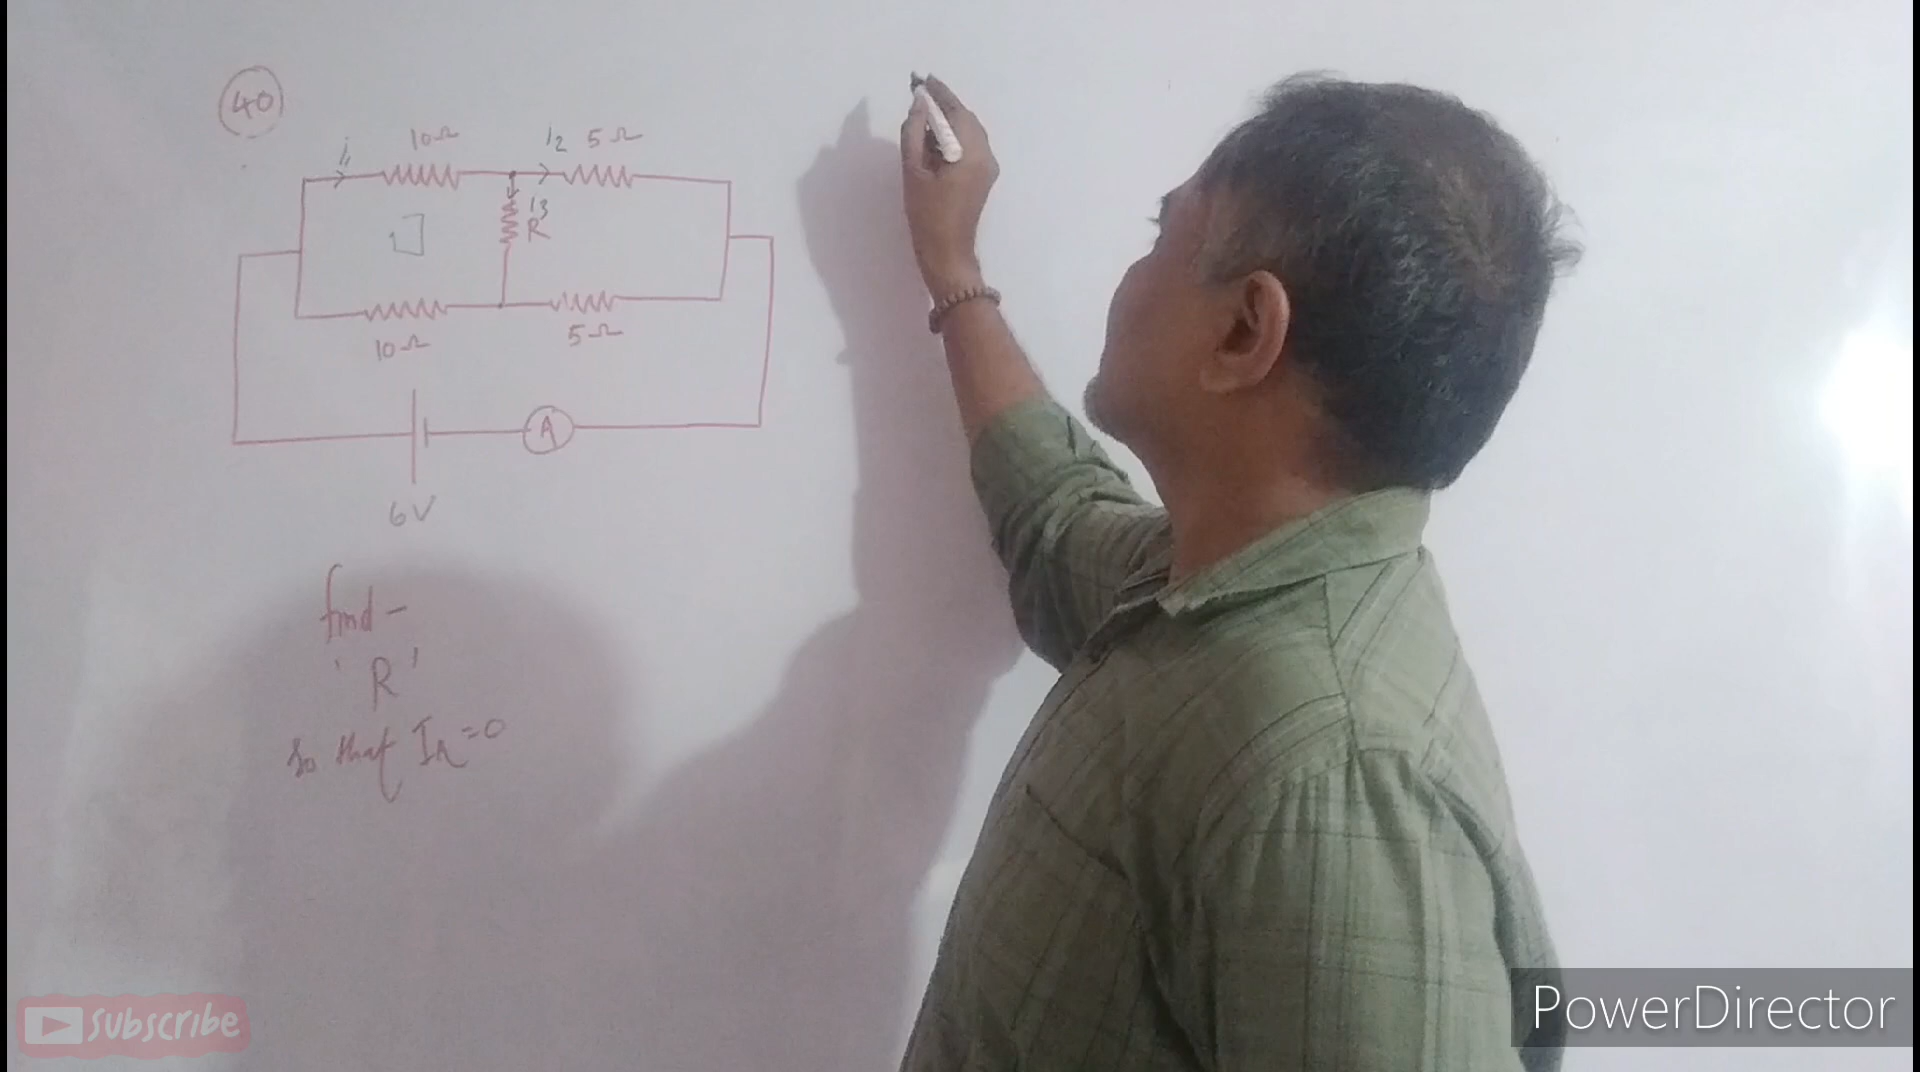 40
10Ω
i1
i2 5Ω
i3
R
10Ω
5Ω
A
6V
find -
'R'
so that IR=0
Subscribe
PowerDirector